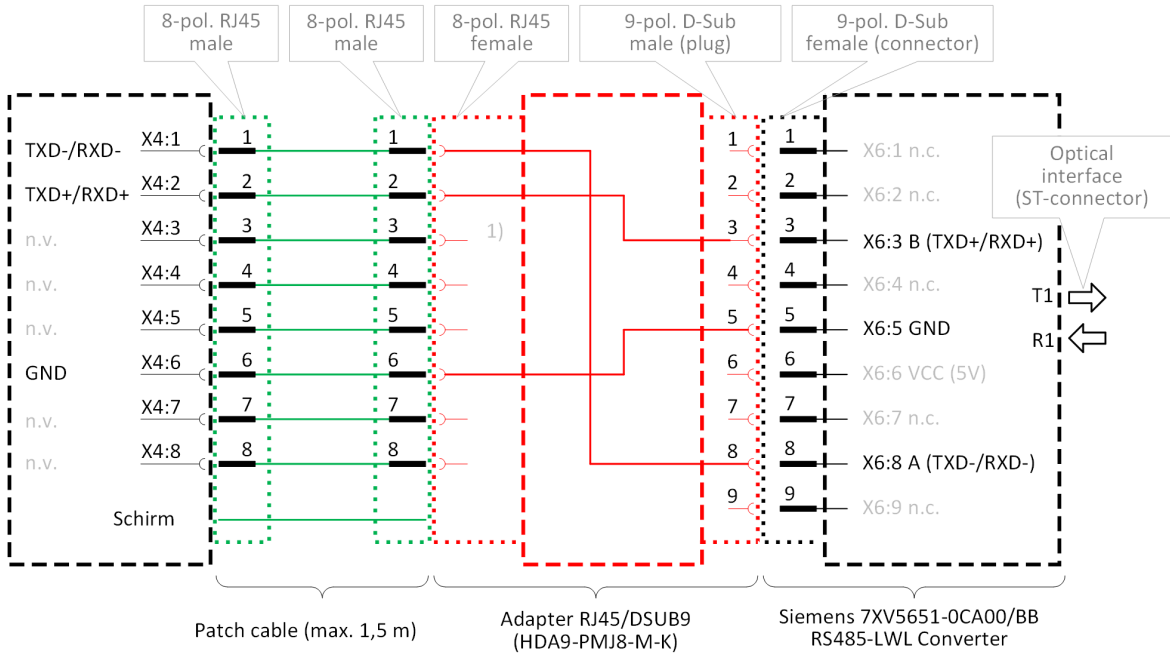 8-pol. RJ45
male
8-pol. RJ45
male
8-pol. RJ45
female
9-pol. D-Sub
male (plug)
9-pol. D-Sub
female (connector)
Optical
interface
(ST-connector)
TXD-/RXD- X4:1 1 1 1 1 X6:1 n.c.
TXD+/RXD+ X4:2 2 2 2 2 X6:2 n.c.
n.v. X4:3 3 3 1) 3 3 X6:3 B (TXD+/RXD+)
n.v. X4:4 4 4 4 4 X6:4 n.c.
T1
n.v. X4:5 5 5 5 5 X6:5 GND
R1
GND X4:6 6 6 6 6 X6:6 VCC (5V)
n.v. X4:7 7 7 7 7 X6:7 n.c.
n.v. X4:8 8 8 8 8 X6:8 A (TXD-/RXD-)
9 9 X6:9 n.c.
Schirm
Patch cable (max. 1,5 m)
Adapter RJ45/DSUB9
(HDA9-PMJ8-M-K)
Siemens 7XV5651-0CA00/BB
RS485-LWL Converter